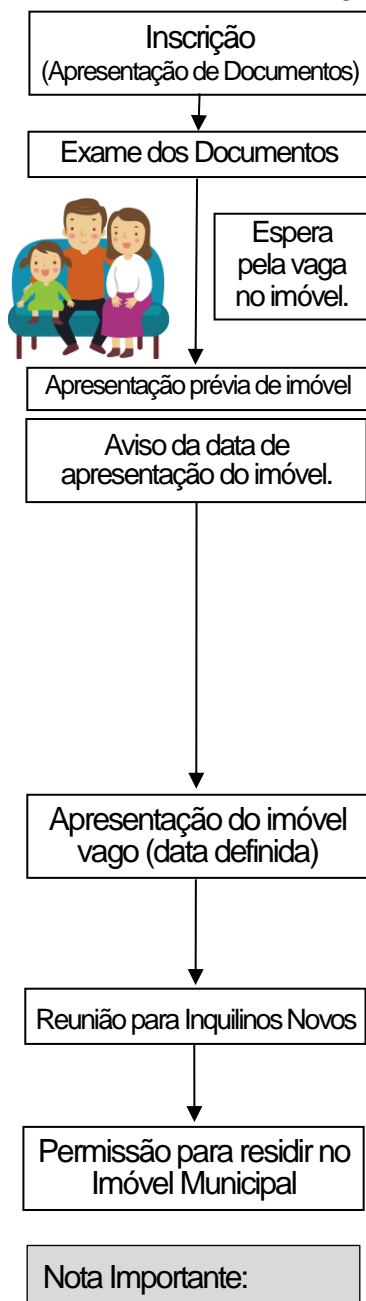 Inscrição
(Apresentação de Documentos)
Exame dos Documentos
Espera
pela vaga
no imóvel.
Apresentação prévia de imóvel
Aviso da data de
apresentação do imóvel.
Apresentação do imóvel
vago (data definida)
Reunião para Inquilinos Novos
Permissão para residir no
Imóvel Municipal
Nota Importante: